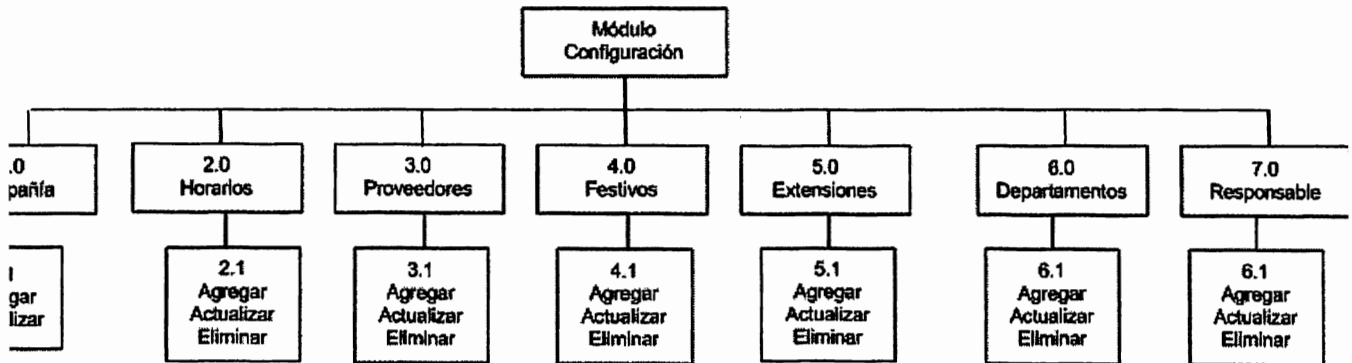 Módulo
Configuración
.0
pañía
2.0
Horarios
3.0
Proveedores
4.0
Festivos
5.0
Extensiones
6.0
Departamentos
7.0
Responsable
gar
lizar
2.1
Agregar
Actualizar
Eliminar
3.1
Agregar
Actualizar
Eliminar
4.1
Agregar
Actualizar
Eliminar
5.1
Agregar
Actualizar
Eliminar
6.1
Agregar
Actualizar
Eliminar
6.1
Agregar
Actualizar
Eliminar